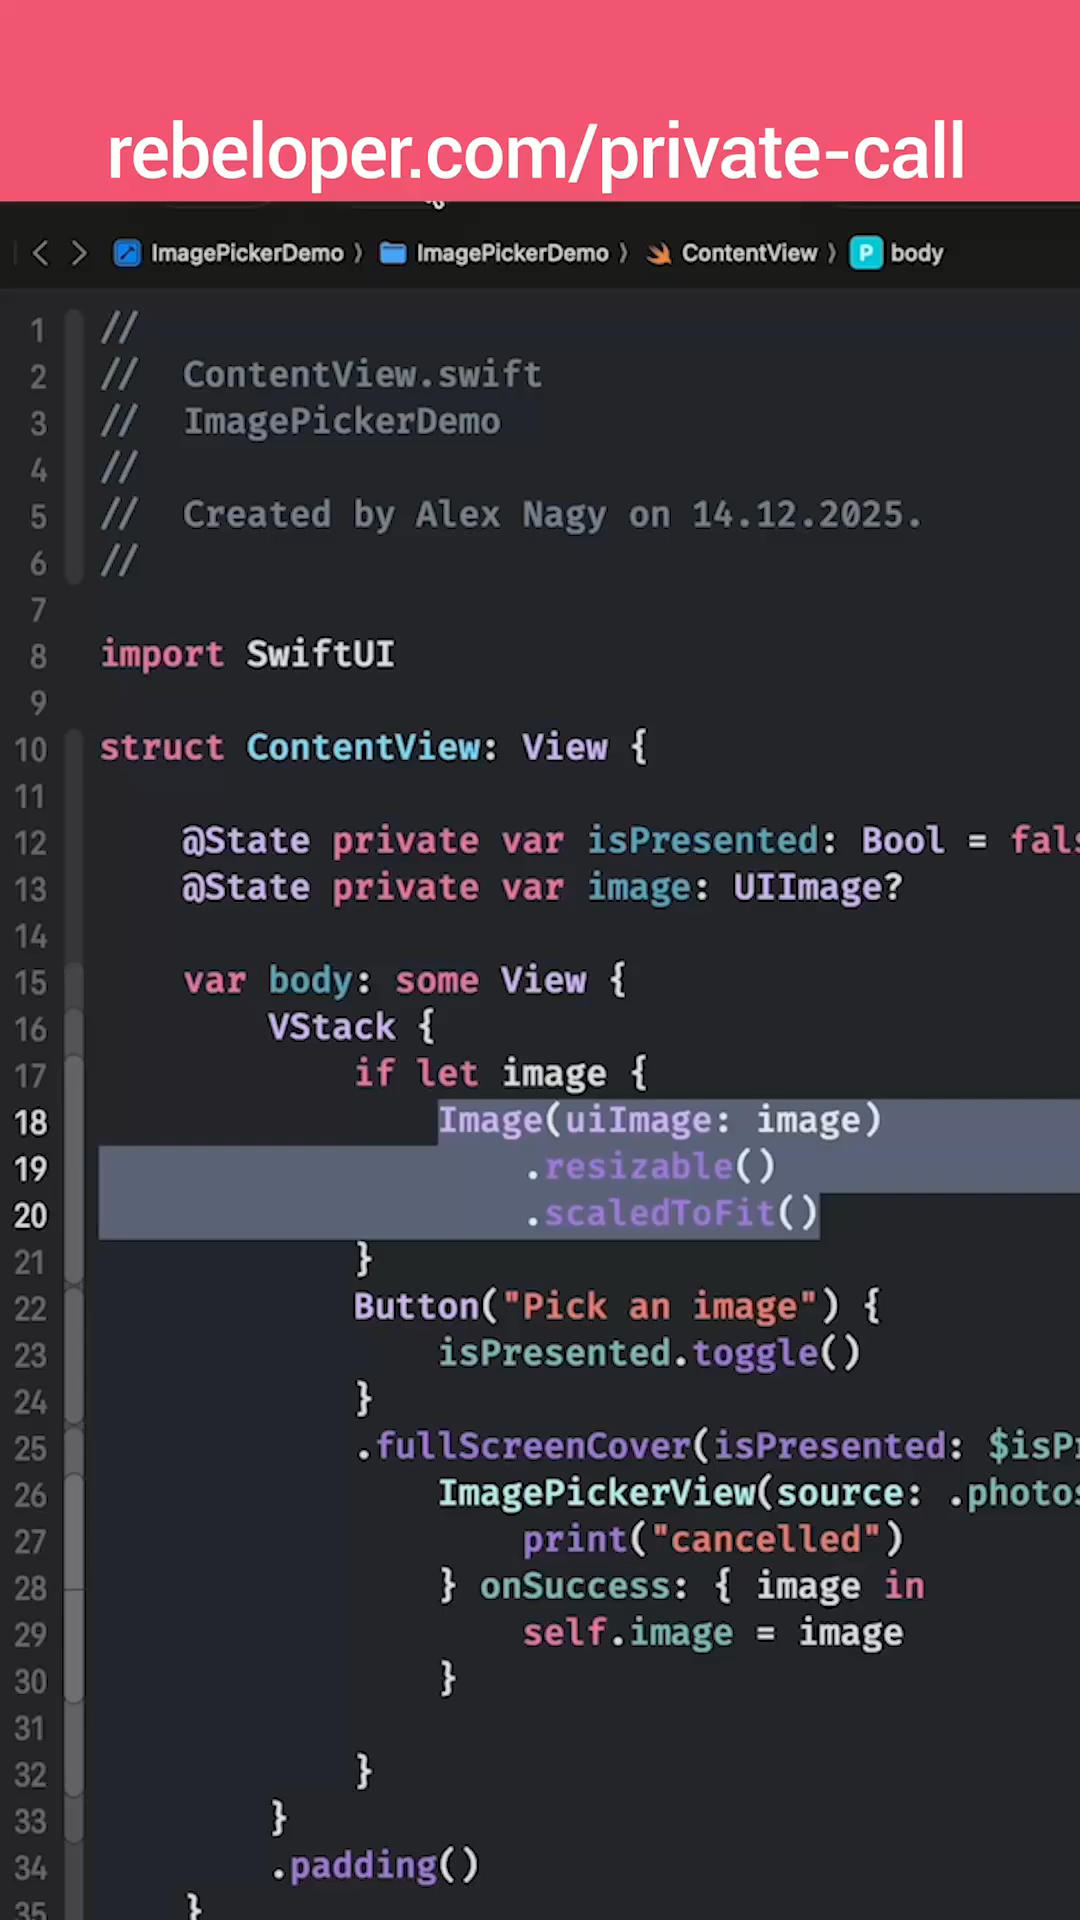 rebeloper.com/private-call
ImagePickerDemo 〉 ImagePickerDemo 〉 ContentView 〉 P body
1 //
2 //  ContentView.swift
3 //  ImagePickerDemo
4 //
5 //  Created by Alex Nagy on 14.12.2025.
6 //
7
8 import SwiftUI
9
10 struct ContentView: View {
11
12     @State private var isPresented: Bool = fals
13     @State private var image: UIImage?
14
15     var body: some View {
16         VStack {
17             if let image {
18                 Image(uiImage: image)
19                     .resizable()
20                     .scaledToFit()
21             }
22             Button("Pick an image") {
23                 isPresented.toggle()
24             }
25             .fullScreenCover(isPresented: $isPr
26                 ImagePickerView(source: .photos
27                     print("cancelled")
28                 } onSuccess: { image in
29                     self.image = image
30                 }
31
32             }
33         }
34         .padding()
35     }